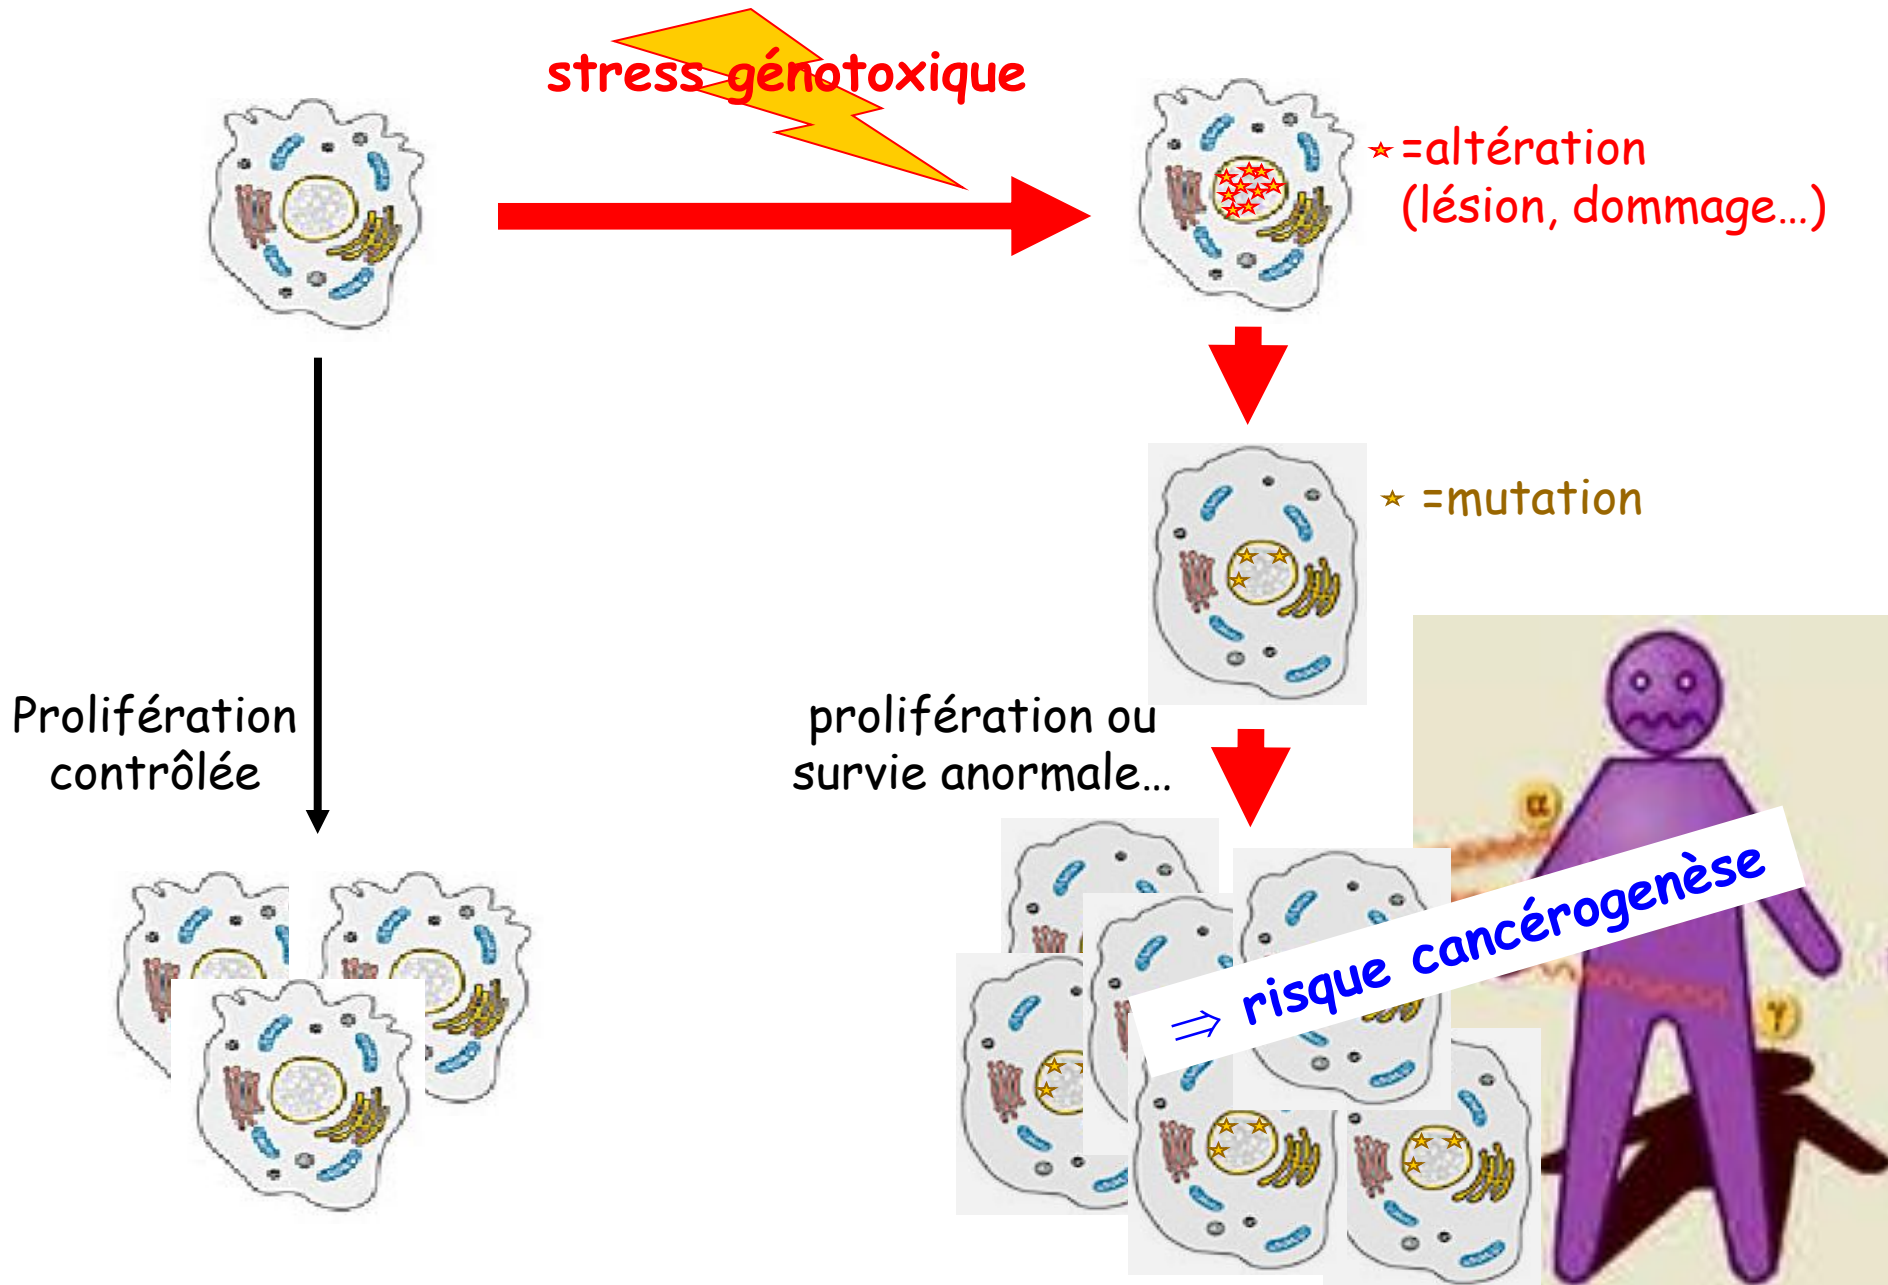 stress génotoxique
=altération
(lésion, dommage...)
=mutation
Prolifération
contrôlée
prolifération ou
survie anormale...
α
⇒ risque cancérogenèse
γ